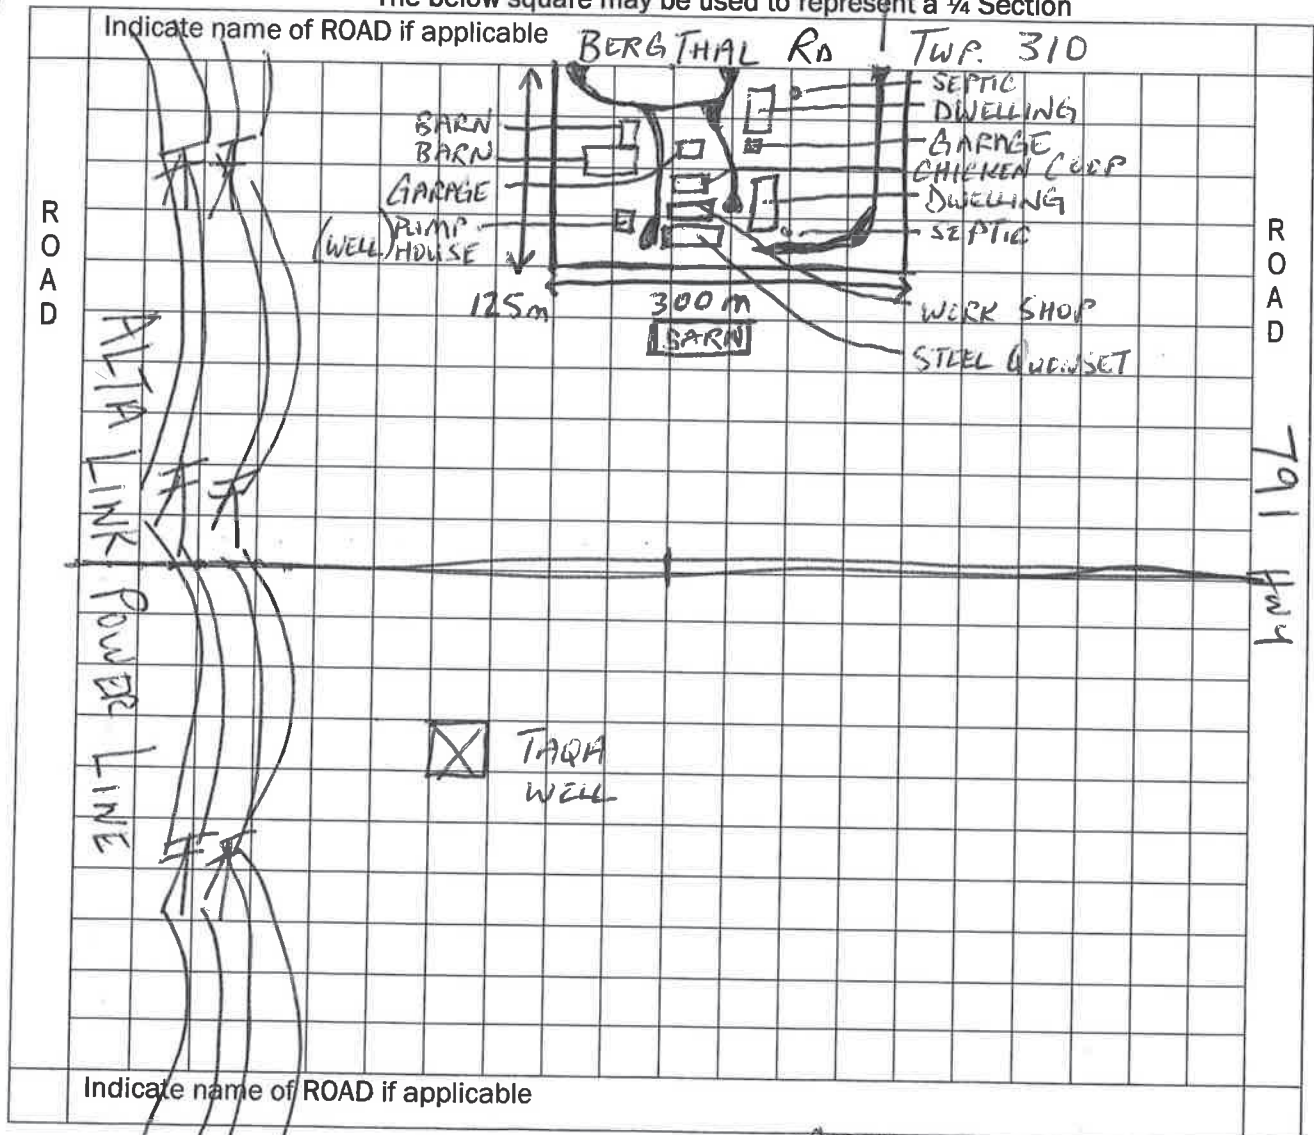 The below square may be used to represent a ¼ Section
Indicate name of ROAD if applicable
BERGTHAL RD TWP. 310
SEPTIC
DWELLING
GARAGE
CHICKEN COOP
DWELLING
SEPTIC
BARN
BARN
GARAGE
(WELL) PUMP
HOUSE
125m
300m
BARN
WORK SHOP
STEEL QUENSET
ROAD
ROAD
ALTA LINK POWER LINE
791 HWY
TAQA
WELL
Indicate name of ROAD if applicable